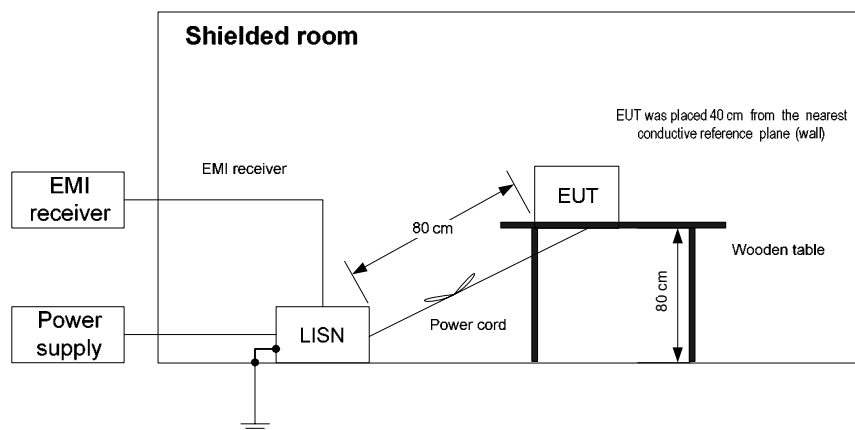 Shielded room
EUT was placed 40 cm from the nearest
conductive reference plane (wall)
EMI receiver
EMI
receiver
EUT
80 cm
Wooden table
80 cm
Power
supply
LISN
Power cord